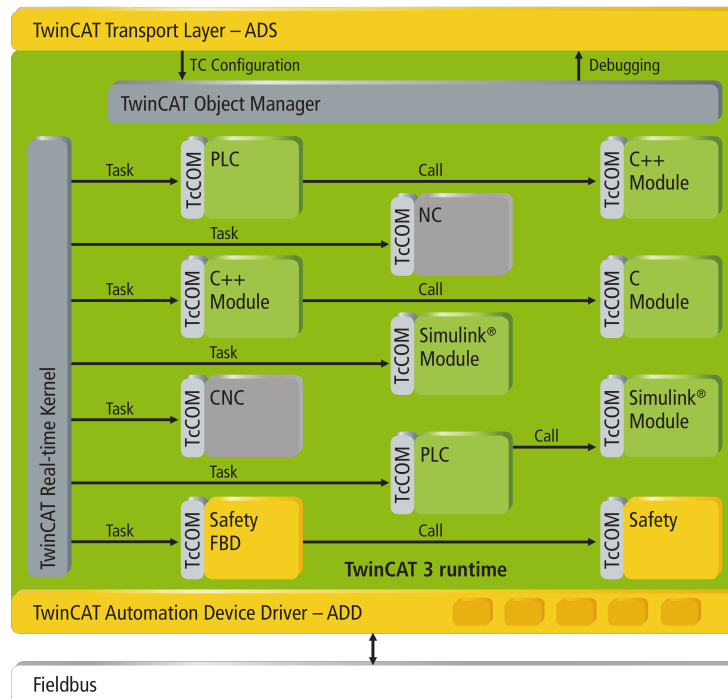 TwinCAT Transport Layer – ADS
TC Configuration
Debugging
TwinCAT Object Manager
TwinCAT Real-time Kernel
Task
TcCOM
PLC
Call
TcCOM
C++
Module
Task
TcCOM
NC
Task
TcCOM
C++
Module
Call
TcCOM
C
Module
Task
TcCOM
Simulink®
Module
Task
TcCOM
CNC
TcCOM
Simulink®
Module
Call
Task
TcCOM
PLC
Task
TcCOM
Safety
FBD
Call
TcCOM
Safety
TwinCAT 3 runtime
TwinCAT Automation Device Driver – ADD
Fieldbus